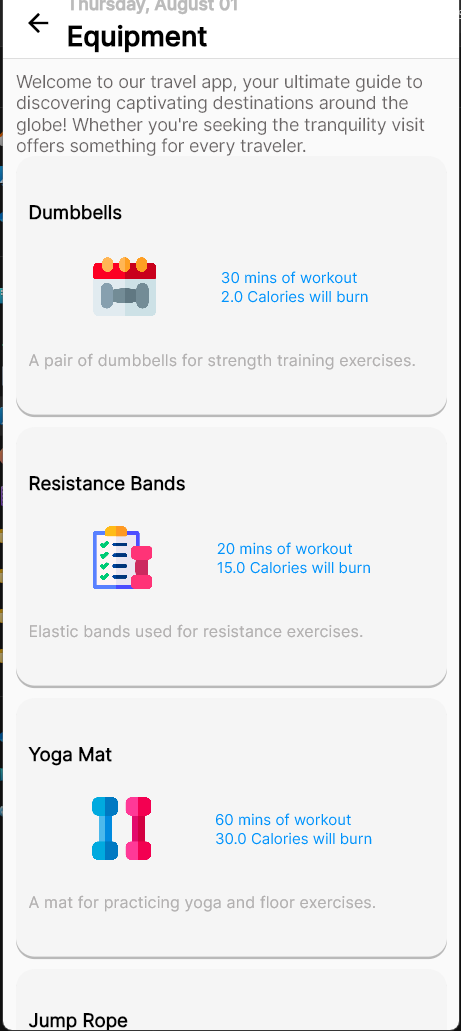 Thursday, August 01
Equipment
Welcome to our travel app, your ultimate guide to
discovering captivating destinations around the
globe! Whether you're seeking the tranquility visit
offers something for every traveler.
Dumbbells
30 mins of workout
2.0 Calories will burn
A pair of dumbbells for strength training exercises.
Resistance Bands
20 mins of workout
15.0 Calories will burn
Elastic bands used for resistance exercises.
Yoga Mat
60 mins of workout
30.0 Calories will burn
A mat for practicing yoga and floor exercises.
Jump Rope